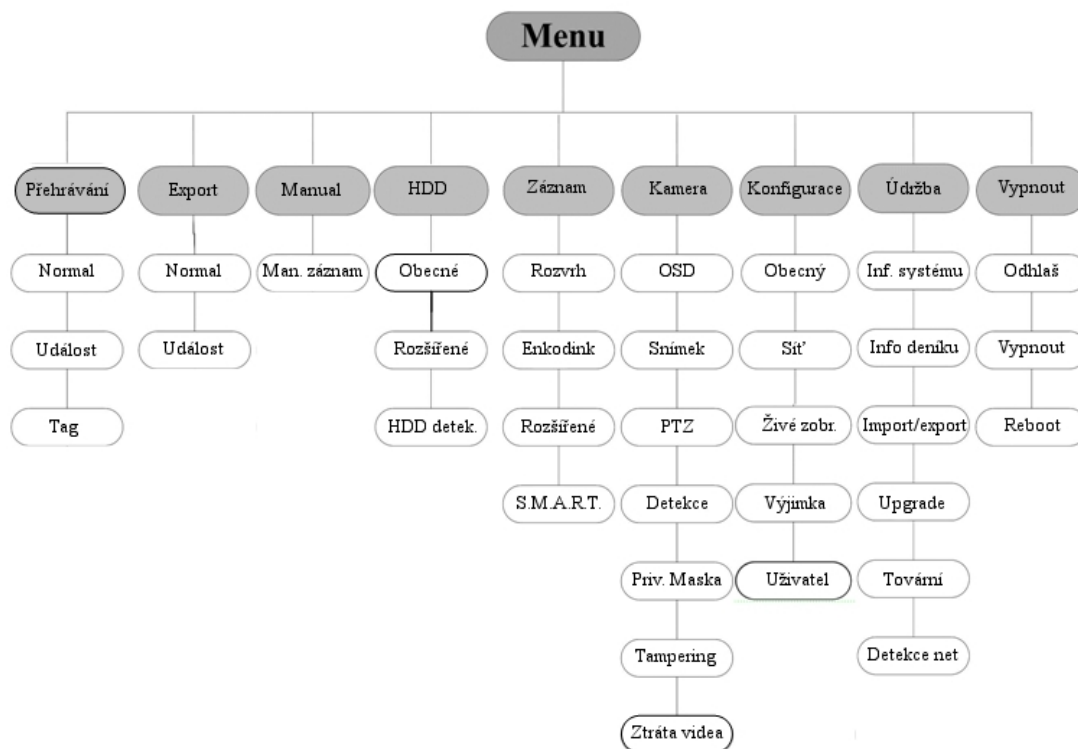 Menu
Přehrávání
Export
Manual
HDD
Záznam
Kamera
Konfigurace
Údržba
Vypnout
Normal
Normal
Man. záznam
Obecné
Rozvrh
OSD
Obecný
Inf. systému
Odhlaš
Událost
Událost
Rozšířené
Enkodink
Snímek
Síť
Info deníku
Vypnout
Tag
HDD detek.
Rozšířené
PTZ
Živé zobr.
Import/export
Reboot
S.M.A.R.T.
Detekce
Výjimka
Upgrade
Priv. Maska
Uživatel
Tovární
Tampering
Detekce net
Ztráta videa